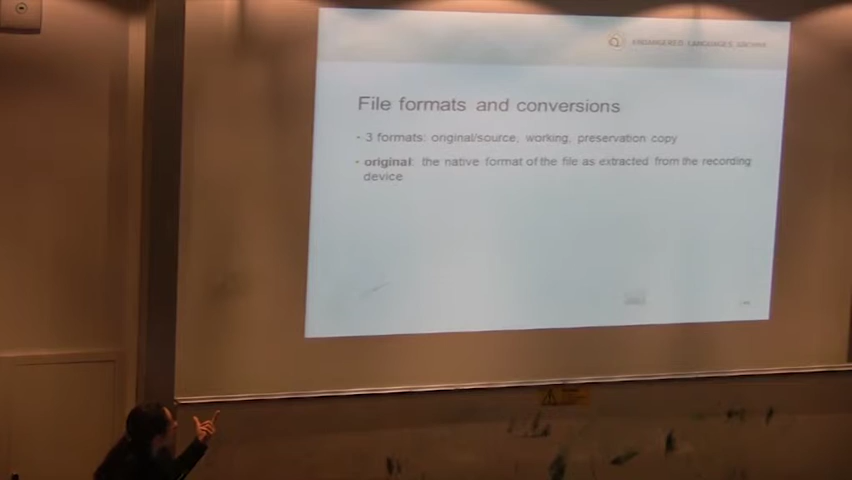 ENDANGERED LANGUAGES ARCHIVE
File formats and conversions
- 3 formats: original/source, working, preservation copy
- original: the native format of the file as extracted from the recording
device